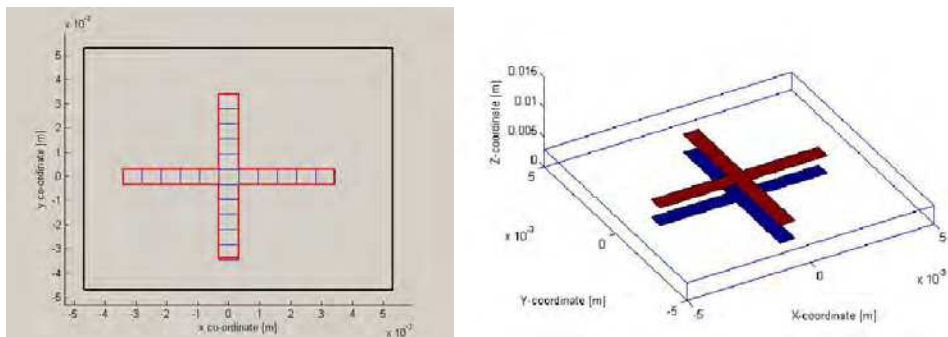 x 10⁻³
5
4
3
2
1
0
-1
-2
-3
-4
-5
y co-ordinate [m]
-5 -4 -3 -2 -1 0 1 2 3 4 5
x co-ordinate [m]
x 10⁻³
0.015
0.01
0.005
0
Z-coordinate [m]
5
x 10⁻³
0
-5
Y-coordinate [m]
-5
0
5
x 10⁻³
X-coordinate [m]